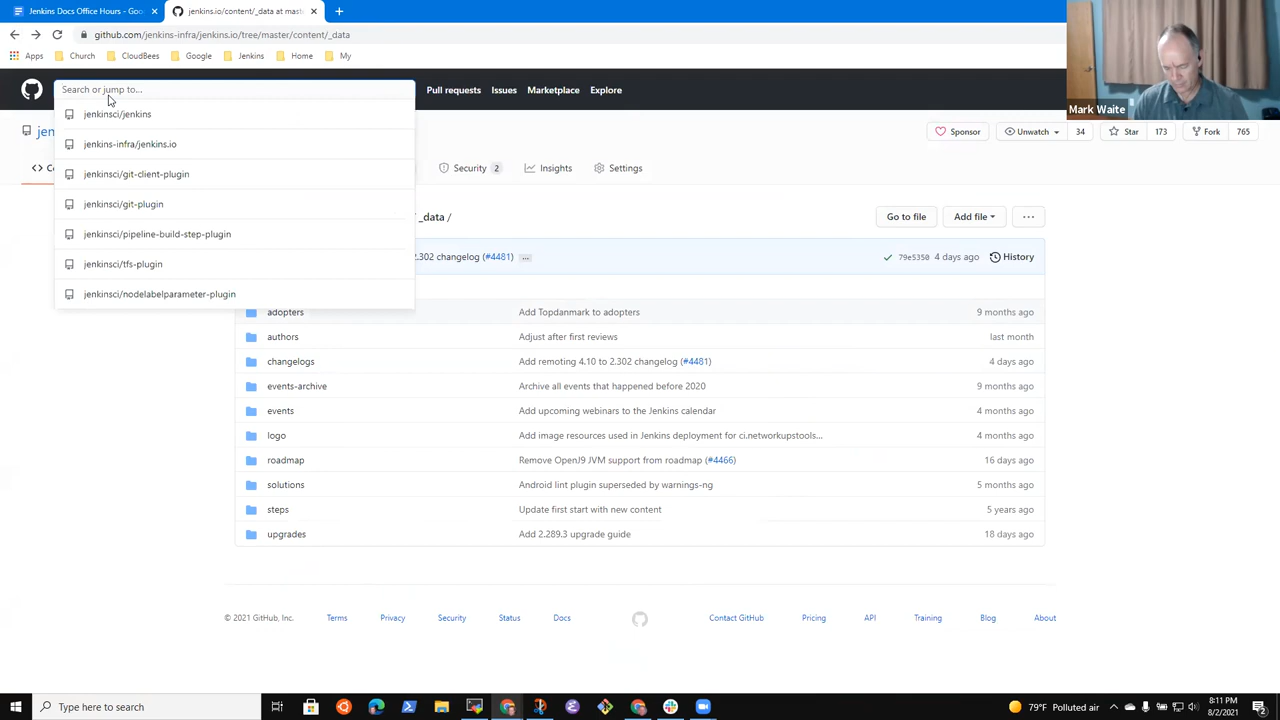 Jenkins Docs Office Hours - Goo
jenkins.io/content/_data at mast
github.com/jenkins-infra/jenkins.io/tree/master/content/_data
Apps
Church
CloudBees
Google
Jenkins
Home
My
Mark Waite
Search or jump to...
Pull requests
Issues
Marketplace
Explore
jenkinsci/jenkins
jenkins-infra/jenkins.io
jenkinsci/git-client-plugin
jenkinsci/git-plugin
jenkinsci/pipeline-build-step-plugin
jenkinsci/tfs-plugin
jenkinsci/nodelabelparameter-plugin
jen
Sponsor
Unwatch
34
Star
173
Fork
765
Security 2
Insights
Settings
/ _data /
Go to file
Add file
2.302 changelog (#4481) ...
79e5350 4 days ago
History
adopters Add Topdanmark to adopters 9 months ago
authors Adjust after first reviews last month
changelogs Add remoting 4.10 to 2.302 changelog (#4481) 4 days ago
events-archive Archive all events that happened before 2020 9 months ago
events Add upcoming webinars to the Jenkins calendar 4 months ago
logo Add image resources used in Jenkins deployment for ci.networkupstools... 4 months ago
roadmap Remove OpenJ9 JVM support from roadmap (#4466) 16 days ago
solutions Android lint plugin superseded by warnings-ng 5 months ago
steps Update first start with new content 5 years ago
upgrades Add 2.289.3 upgrade guide 18 days ago
© 2021 GitHub, Inc.
Terms
Privacy
Security
Status
Docs
Contact GitHub
Pricing
API
Training
Blog
About
Type here to search
79°F Polluted air
8:11 PM
8/2/2021
2